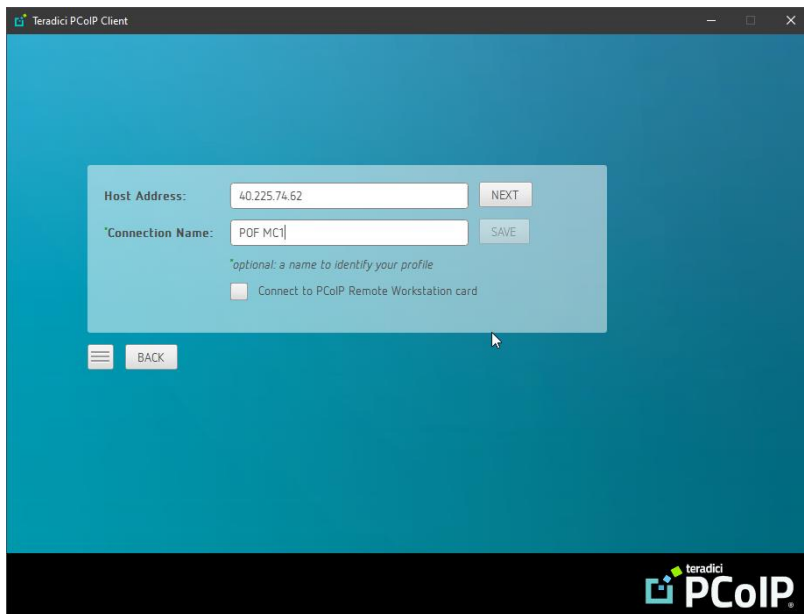 Teradici PCoIP Client
Host Address: 40.225.74.62 NEXT
*Connection Name: POF MC1 SAVE
*optional: a name to identify your profile
Connect to PCoIP Remote Workstation card
BACK
teradici
PCoIP®